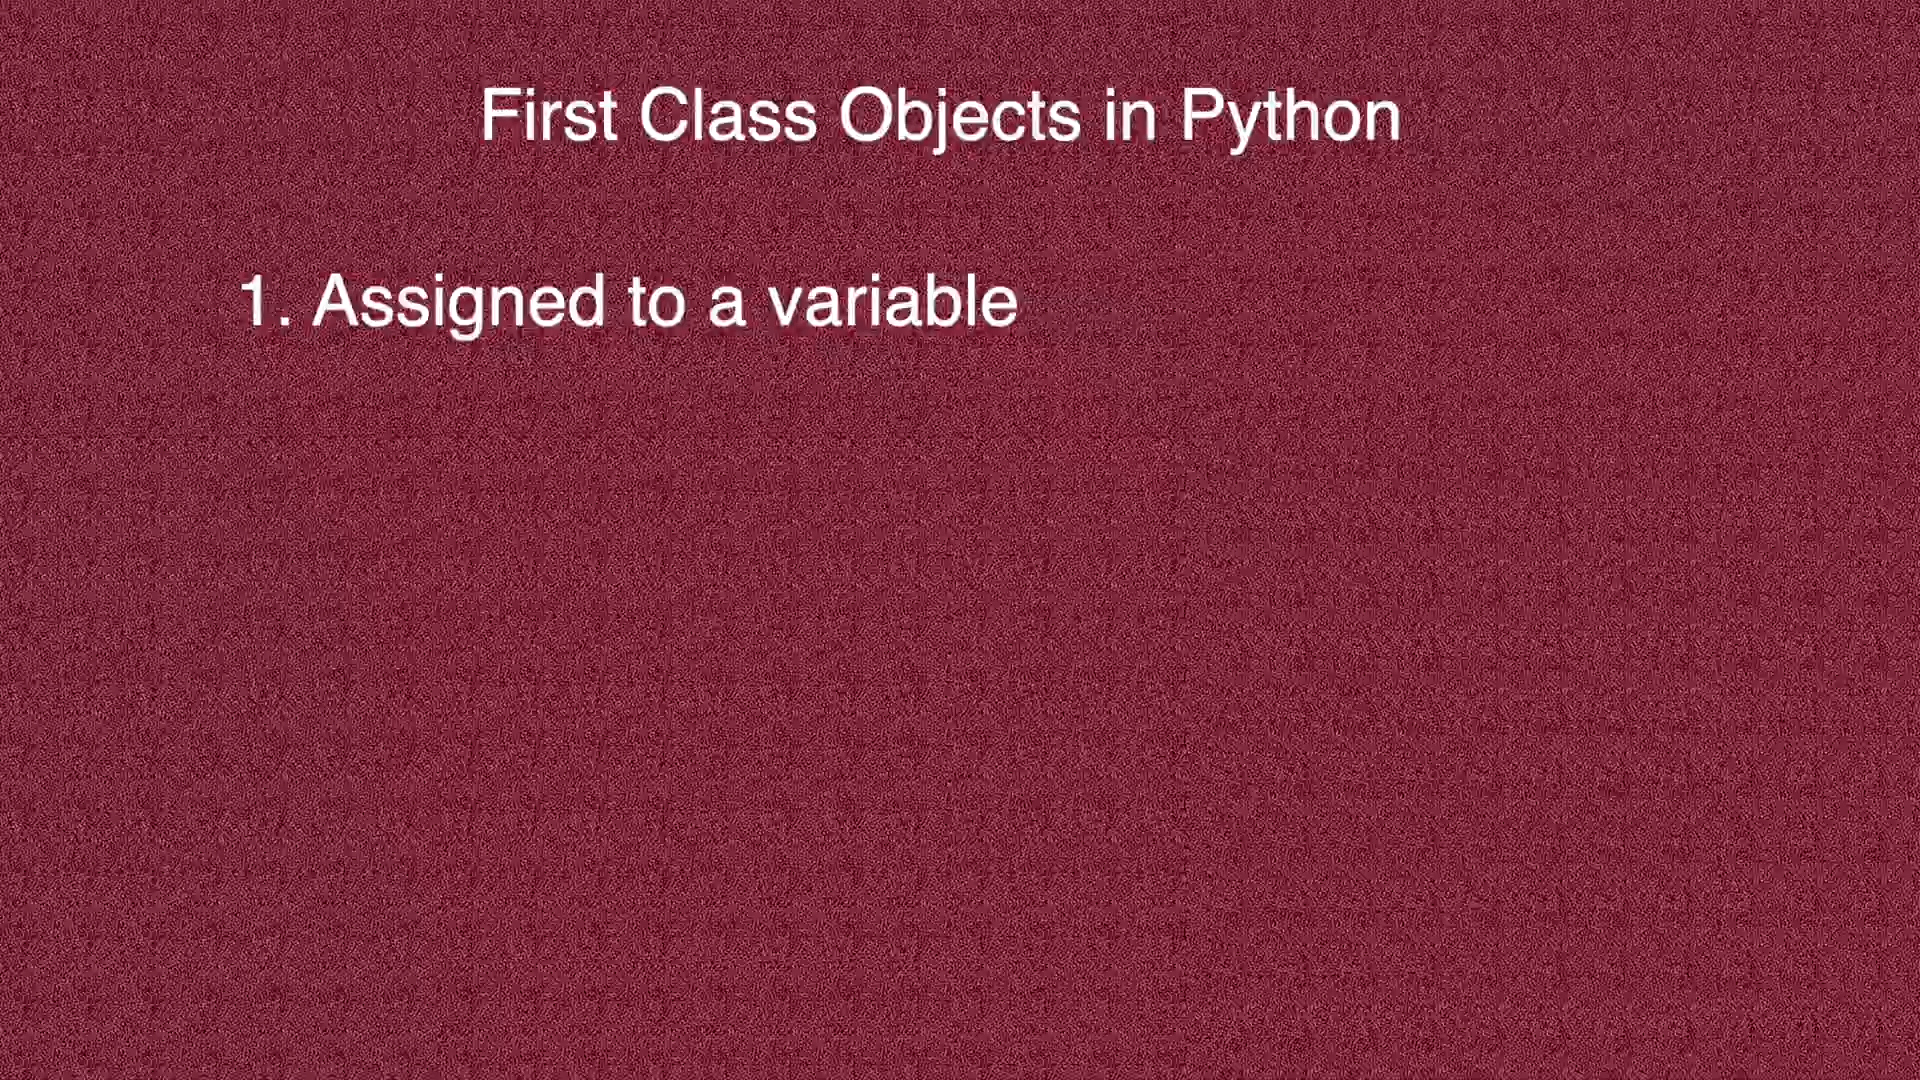 First Class Objects in Python
1. Assigned to a variable